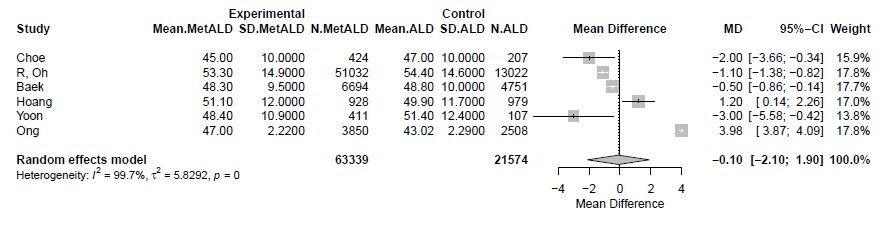 Experimental Control
Study Mean.MetALD SD.MetALD N.MetALD Mean.ALD SD.ALD N.ALD Mean Difference MD 95%−CI Weight
Choe 45.00 10.0000 424 47.00 10.0000 207 −2.00 [−3.66; −0.34] 15.9%
R, Oh 53.30 14.9000 51032 54.40 14.6000 13022 −1.10 [−1.38; −0.82] 17.8%
Baek 48.30 9.5000 6694 48.80 10.0000 4751 −0.50 [−0.86; −0.14] 17.7%
Hoang 51.10 12.0000 928 49.90 11.7000 979 1.20 [ 0.14; 2.26] 17.0%
Yoon 48.40 10.9000 411 51.40 12.4000 107 −3.00 [−5.58; −0.42] 13.8%
Ong 47.00 2.2200 3850 43.02 2.2900 2508 3.98 [ 3.87; 4.09] 17.8%
Random effects model 63339 21574 −0.10 [−2.10; 1.90] 100.0%
Heterogeneity: I² = 99.7%, τ² = 5.8292, p = 0
−4 −2 0 2 4
Mean Difference